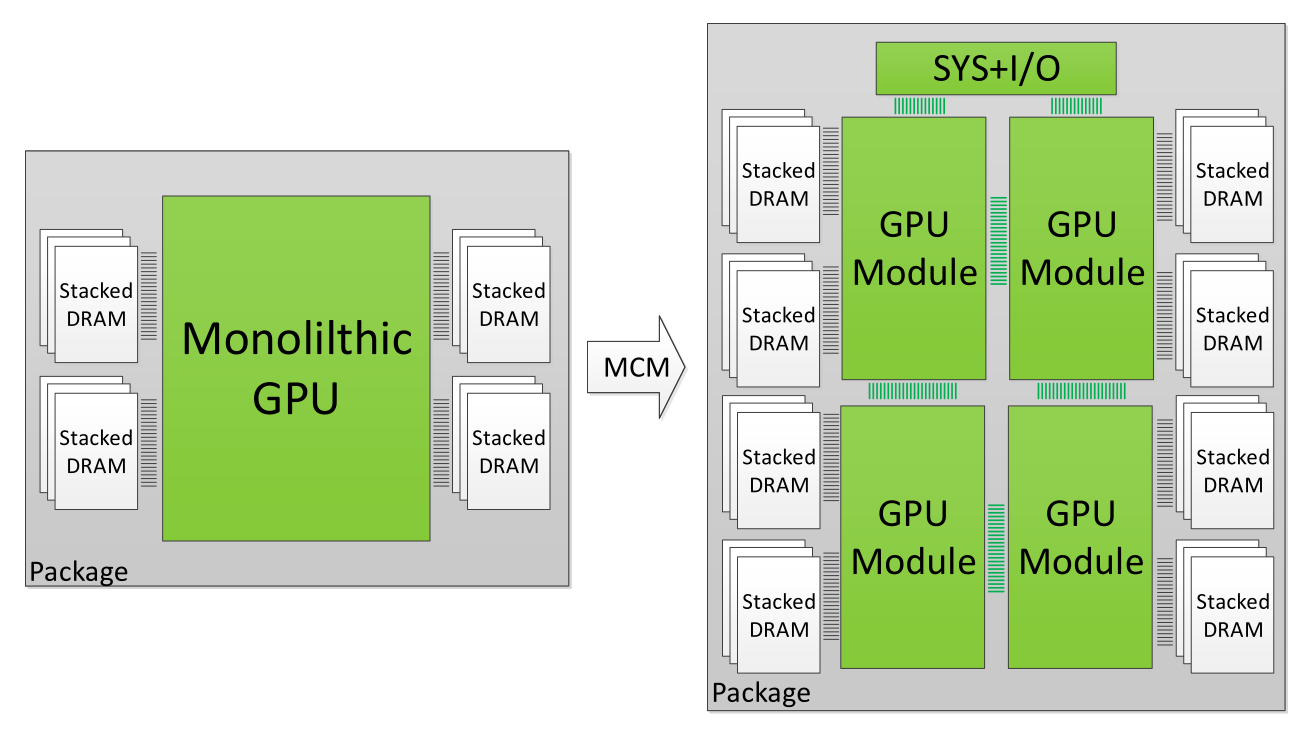 Stacked
DRAM
Stacked
DRAM
Monolilthic
GPU
Stacked
DRAM
Stacked
DRAM
Package
MCM
SYS+I/O
Stacked
DRAM
GPU
Module
GPU
Module
Stacked
DRAM
Stacked
DRAM
Stacked
DRAM
Stacked
DRAM
GPU
Module
GPU
Module
Stacked
DRAM
Stacked
DRAM
Stacked
DRAM
Package